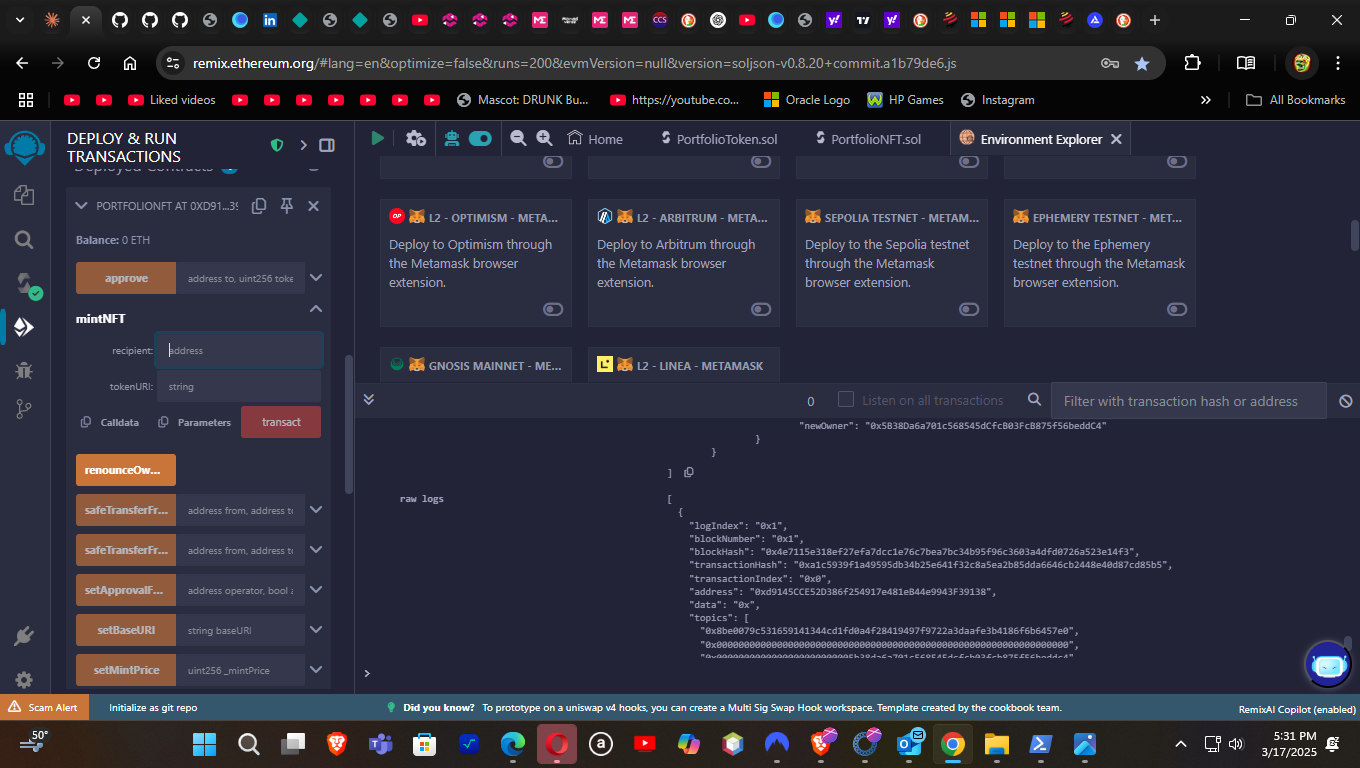 remix.ethereum.org/#lang=en&optimize=false&runs=200&evmVersion=null&version=soljson-v0.8.20+commit.a1b79de6.js
Liked videos
Mascot: DRUNK Bu...
https://youtube.co...
Oracle Logo
HP Games
Instagram
All Bookmarks
DEPLOY & RUN
TRANSACTIONS
Deployed Contracts
PORTFOLIONFT AT 0XD91...39
Balance: 0 ETH
approve address to, uint256 toke
mintNFT
recipient: address
tokenURI: string
Calldata Parameters transact
renounceOw...
safeTransferFr... address from, address to
safeTransferFr... address from, address to
setApprovalF... address operator, bool a
setBaseURI string baseURI
setMintPrice uint256 _mintPrice
Home PortfolioToken.sol PortfolioNFT.sol Environment Explorer
L2 - OPTIMISM - META...
Deploy to Optimism through
the Metamask browser
extension.
L2 - ARBITRUM - META...
Deploy to Arbitrum through
the Metamask browser
extension.
SEPOLIA TESTNET - METAM...
Deploy to the Sepolia testnet
through the Metamask
browser extension.
EPHEMERY TESTNET - MET...
Deploy to the Ephemery
testnet through the Metamask
browser extension.
GNOSIS MAINNET - ME...
L2 - LINEA - METAMASK
0 Listen on all transactions Filter with transaction hash or address
"newOwner": "0x5B38Da6a701c568545dCfcB03FcB875f56beddC4"
}
}
]
raw logs [
{
"logIndex": "0x1",
"blockNumber": "0x1",
"blockHash": "0x4e7115e318ef27efa7dcc1e76c7bea7bc34b95f96c3603a4dfd0726a523e14f3",
"transactionHash": "0xa1c5939f1a49595db34b25e641f32c8a5ea2b85dda6646cb2448e40d87cd85b5",
"transactionIndex": "0x0",
"address": "0xd9145CCE52D386f254917e481eB44e9943F39138",
"data": "0x",
"topics": [
"0x8be0079c531659141344cd1fd0a4f28419497f9722a3daafe3b4186f6b6457e0",
"0x0000000000000000000000000000000000000000000000000000000000000000",
"0x0000000000000000000000005b38da6a701c568545dcfcb03fcb875f56beddc4"
>
Scam Alert Initialize as git repo Did you know? To prototype on a uniswap v4 hooks, you can create a Multi Sig Swap Hook workspace. Template created by the cookbook team. RemixAI Copilot (enabled)
50°
5:31 PM
3/17/2025